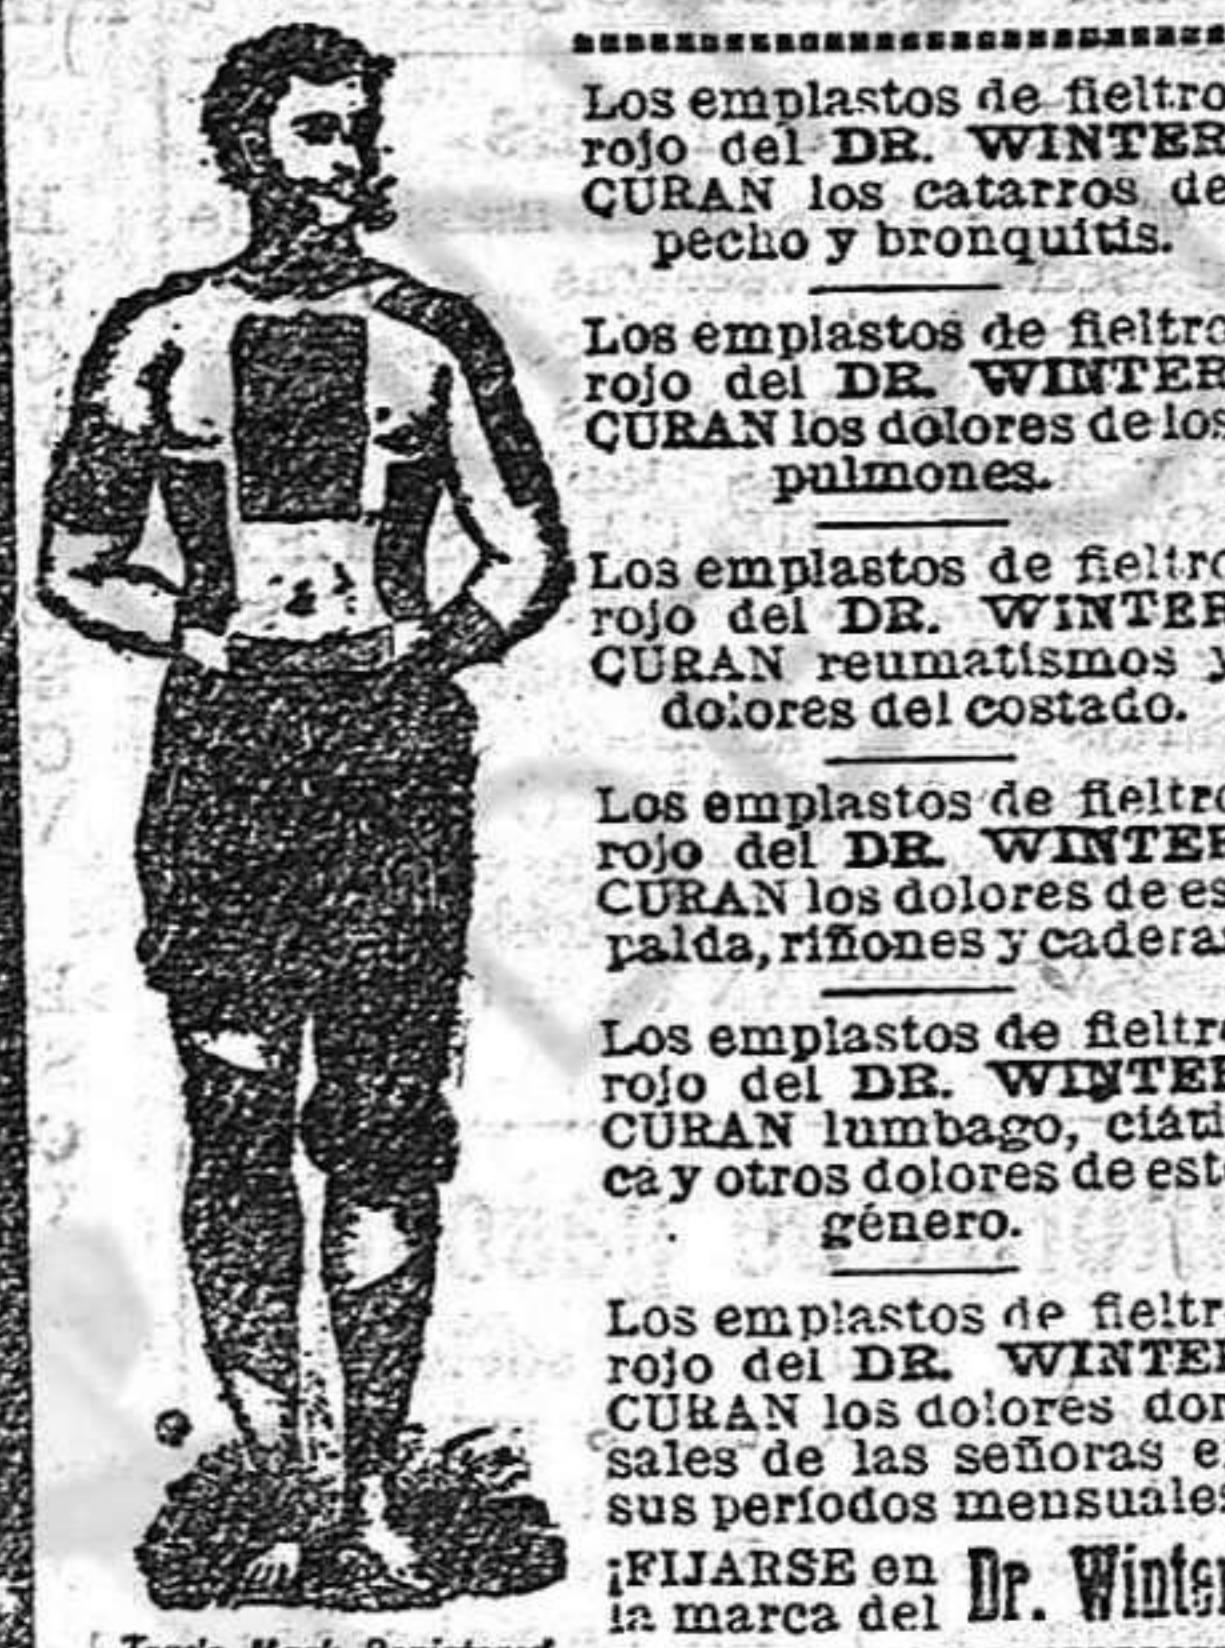 Los emplastos de fieltro
rojo del DR. WINTER
CURAN los catarros de
pecho y bronquitis.
Los emplastos de fieltro
rojo del DR. WINTER
CURAN los dolores de los
pulmones.
Los emplastos de fieltro
rojo del DR. WINTER
CURAN reumatismos y
dolores del costado.
Los emplastos de fieltro
rojo del DR. WINTER
CURAN los dolores de es
palda, riñones y caderas
Los emplastos de fieltro
rojo del DR. WINTER
CURAN lumbago, ciáti
ca y otros dolores de este
género.
Los emplastos de fieltr
rojo del DR. WINTER
CURAN los dolores dor
sales de las señoras e
sus períodos mensuales
¡FIJARSE en
la marca del Dr. Winter
Trade Mark Registered